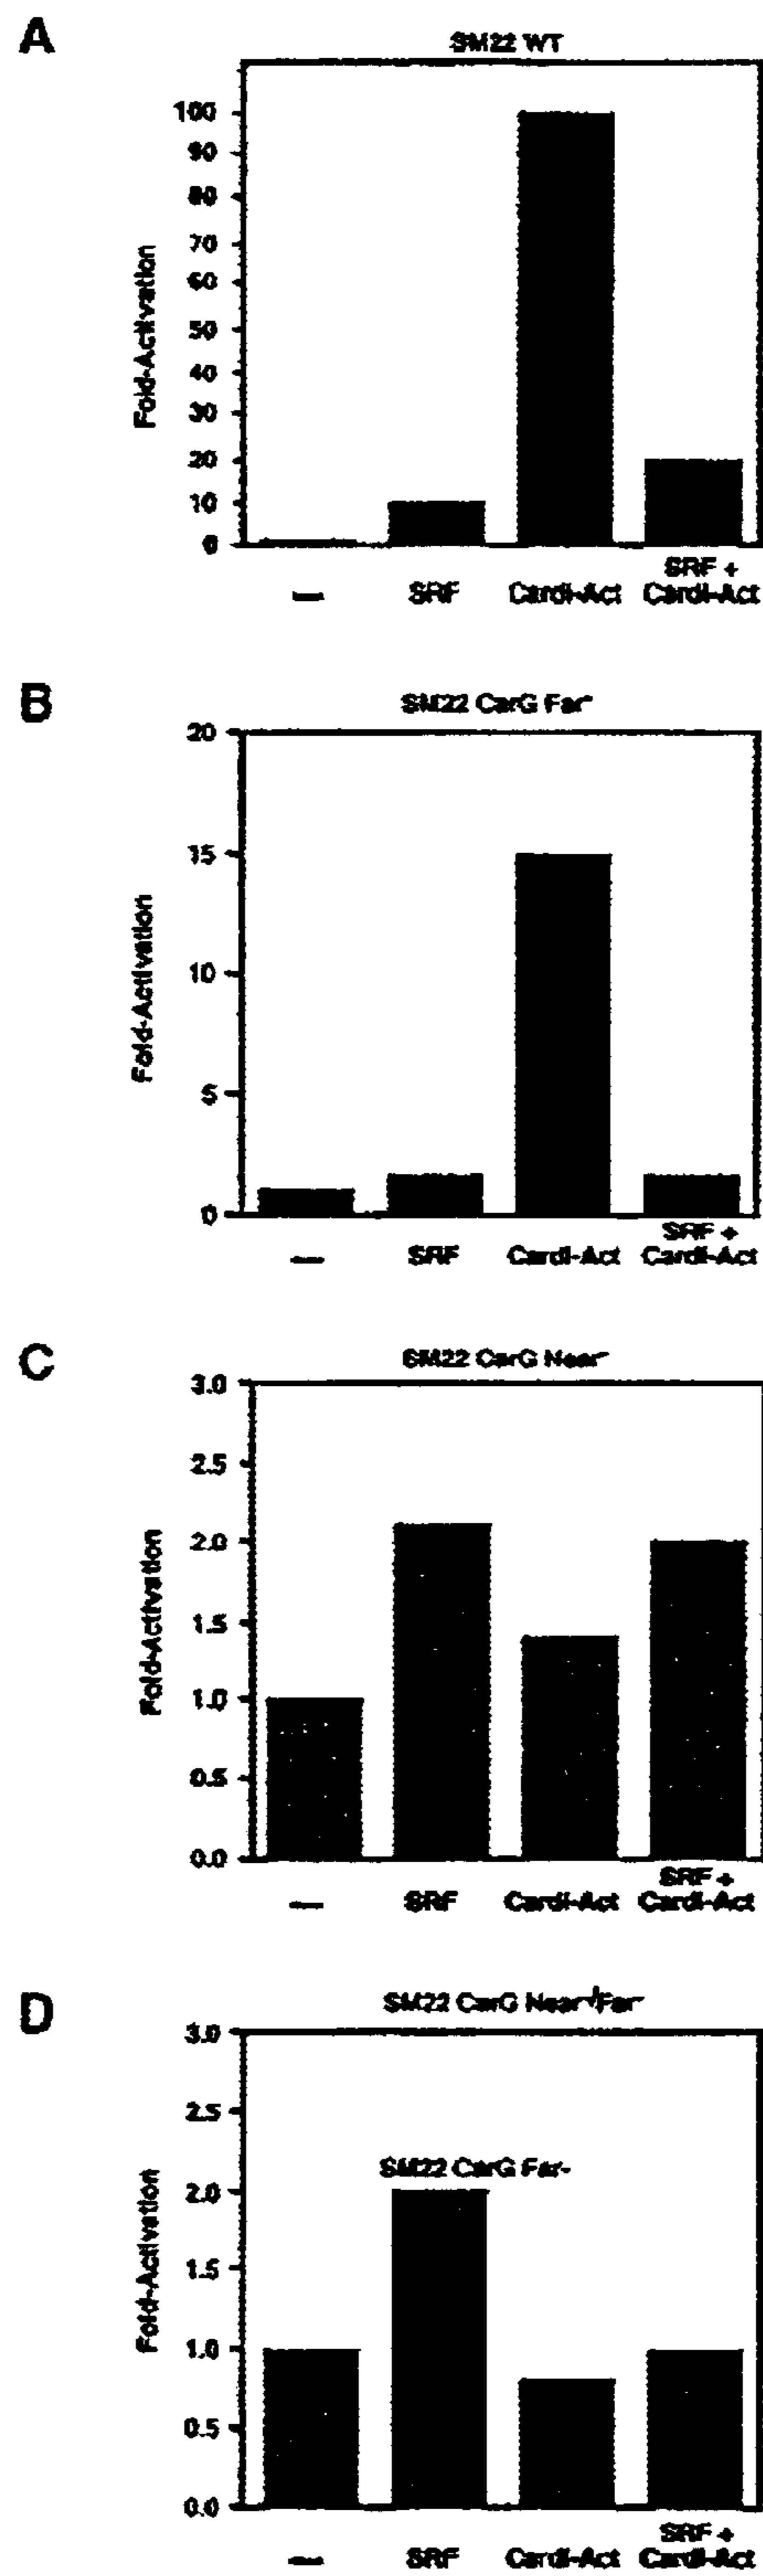 A
SM22 WT
Fold-Activation
100
90
80
70
60
50
40
30
20
10
0
—
SRF
Cardi-Act
SRF +
Cardi-Act
B
SM22 CarG Far-
Fold-Activation
20
15
10
5
0
—
SRF
Cardi-Act
SRF +
Cardi-Act
C
SM22 CarG Near-
Fold-Activation
3.0
2.5
2.0
1.5
1.0
0.5
0.0
—
SRF
Cardi-Act
SRF +
Cardi-Act
D
SM22 CarG Near-/Far-
Fold-Activation
3.0
2.5
2.0
1.5
1.0
0.5
0.0
SM22 CarG Far-
—
SRF
Cardi-Act
SRF +
Cardi-Act